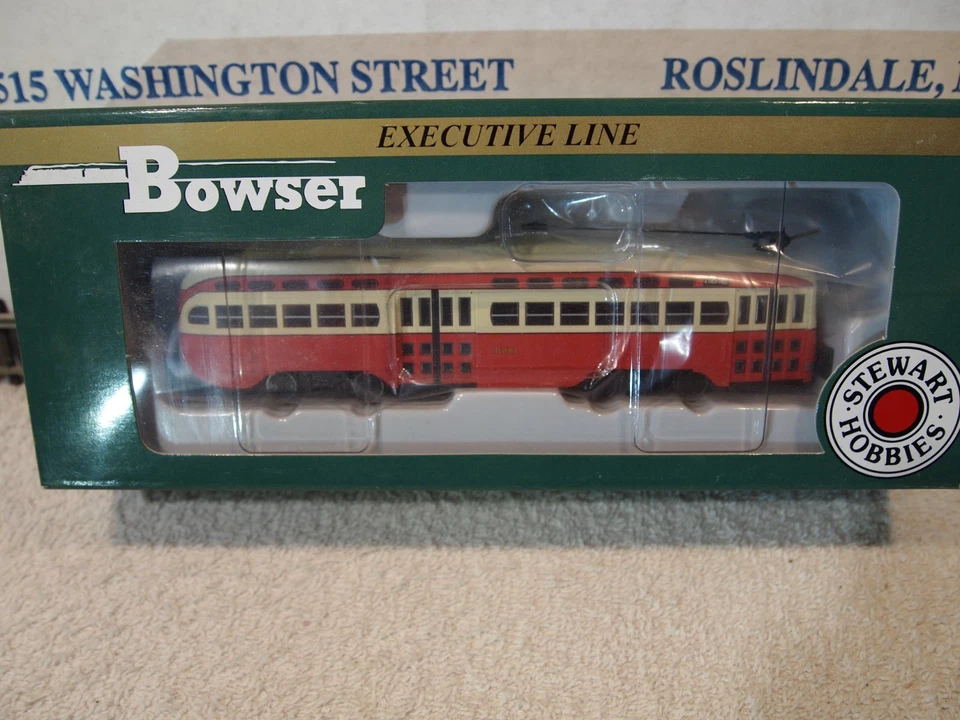 515 WASHINGTON STREET ROSLINDALE,
EXECUTIVE LINE
Bowser
STEWART
HOBBIES